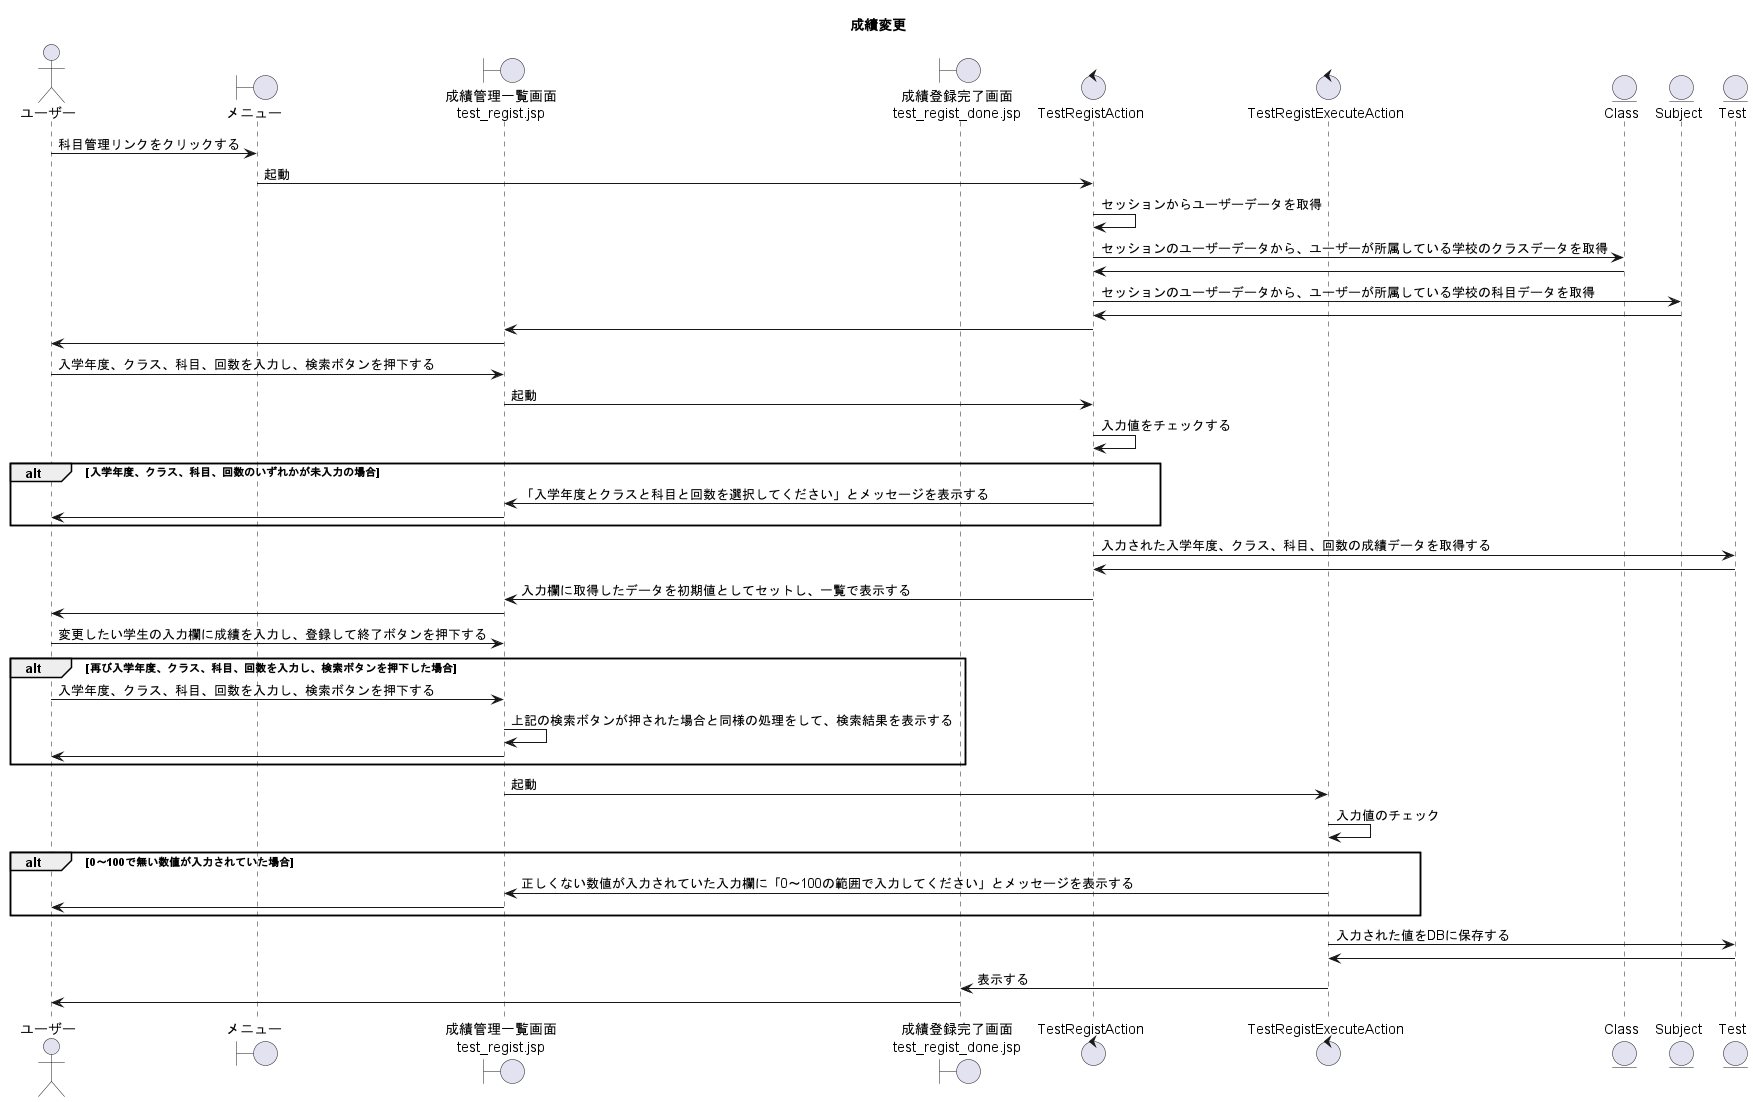 成績変更
ユーザー
メニュー
成績管理一覧画面
test_regist.jsp
成績登録完了画面
test_regist_done.jsp
TestRegistAction
TestRegistExecuteAction
Class
Subject
Test
科目管理リンクをクリックする
起動
セッションからユーザーデータを取得
セッションのユーザーデータから、ユーザーが所属している学校のクラスデータを取得
セッションのユーザーデータから、ユーザーが所属している学校の科目データを取得
入学年度、クラス、科目、回数を入力し、検索ボタンを押下する
起動
入力値をチェックする
alt [入学年度、クラス、科目、回数のいずれかが未入力の場合]
「入学年度とクラスと科目と回数を選択してください」とメッセージを表示する
入力された入学年度、クラス、科目、回数の成績データを取得する
入力欄に取得したデータを初期値としてセットし、一覧で表示する
変更したい学生の入力欄に成績を入力し、登録して終了ボタンを押下する
alt [再び入学年度、クラス、科目、回数を入力し、検索ボタンを押下した場合]
入学年度、クラス、科目、回数を入力し、検索ボタンを押下する
上記の検索ボタンが押された場合と同様の処理をして、検索結果を表示する
起動
入力値のチェック
alt [0～100で無い数値が入力されていた場合]
正しくない数値が入力されていた入力欄に「0～100の範囲で入力してください」とメッセージを表示する
入力された値をDBに保存する
表示する
ユーザー
メニュー
成績管理一覧画面
test_regist.jsp
成績登録完了画面
test_regist_done.jsp
TestRegistAction
TestRegistExecuteAction
Class
Subject
Test